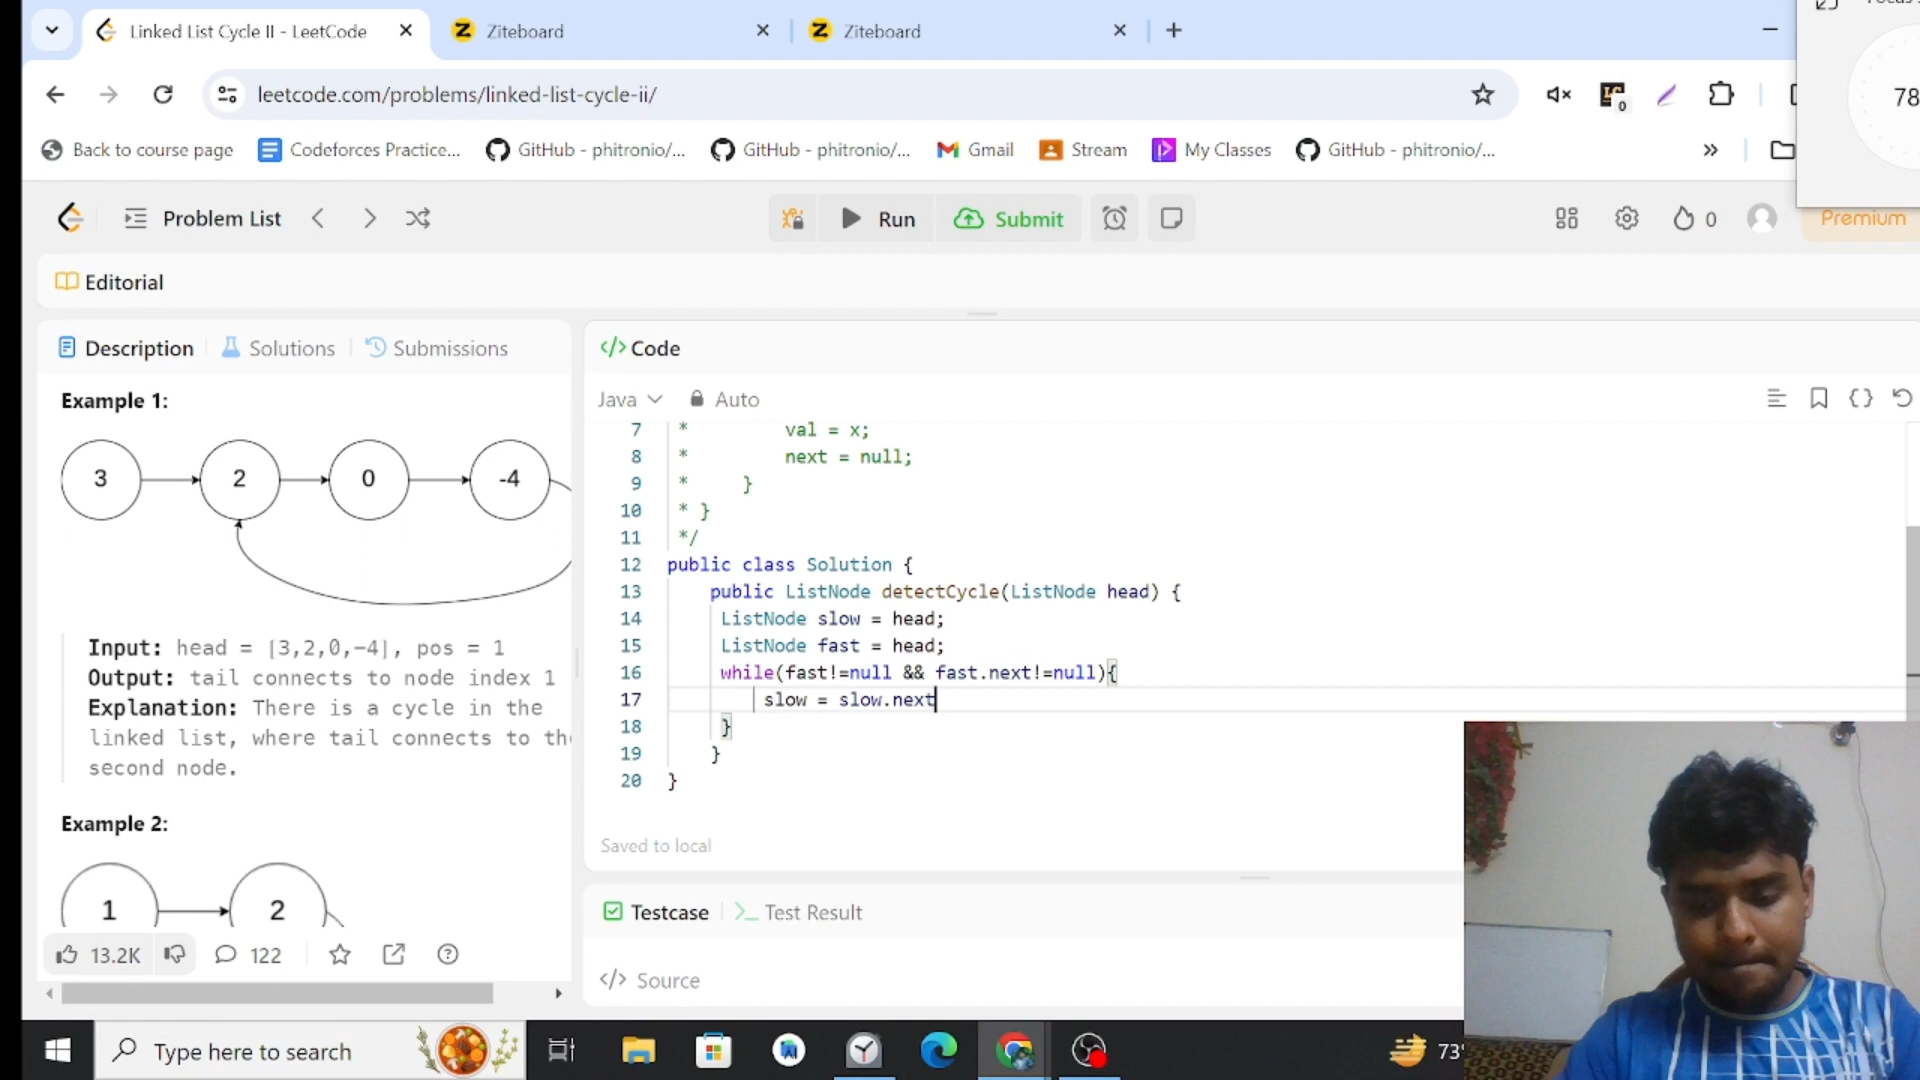 Linked List Cycle II - LeetCode
Ziteboard
Ziteboard
leetcode.com/problems/linked-list-cycle-ii/
0
78
Back to course page
Codeforces Practice...
GitHub - phitronio/...
GitHub - phitronio/...
Gmail
Stream
My Classes
GitHub - phitronio/...
»
Problem List
Run
Submit
0
Premium
Editorial
Description
Solutions
Submissions
Example 1:
3
2
0
-4
Input: head = [3,2,0,-4], pos = 1
Output: tail connects to node index 1
Explanation: There is a cycle in the
linked list, where tail connects to the
second node.
Example 2:
1
2
13.2K
122
</> Code
Java
Auto
7 * val = x;
8 * next = null;
9 * }
10 * }
11 */
12 public class Solution {
13 public ListNode detectCycle(ListNode head) {
14 ListNode slow = head;
15 ListNode fast = head;
16 while(fast!=null && fast.next!=null){
17 slow = slow.next
18 }
19 }
20 }
Saved to local
Testcase
Test Result
</> Source
Type here to search
73°